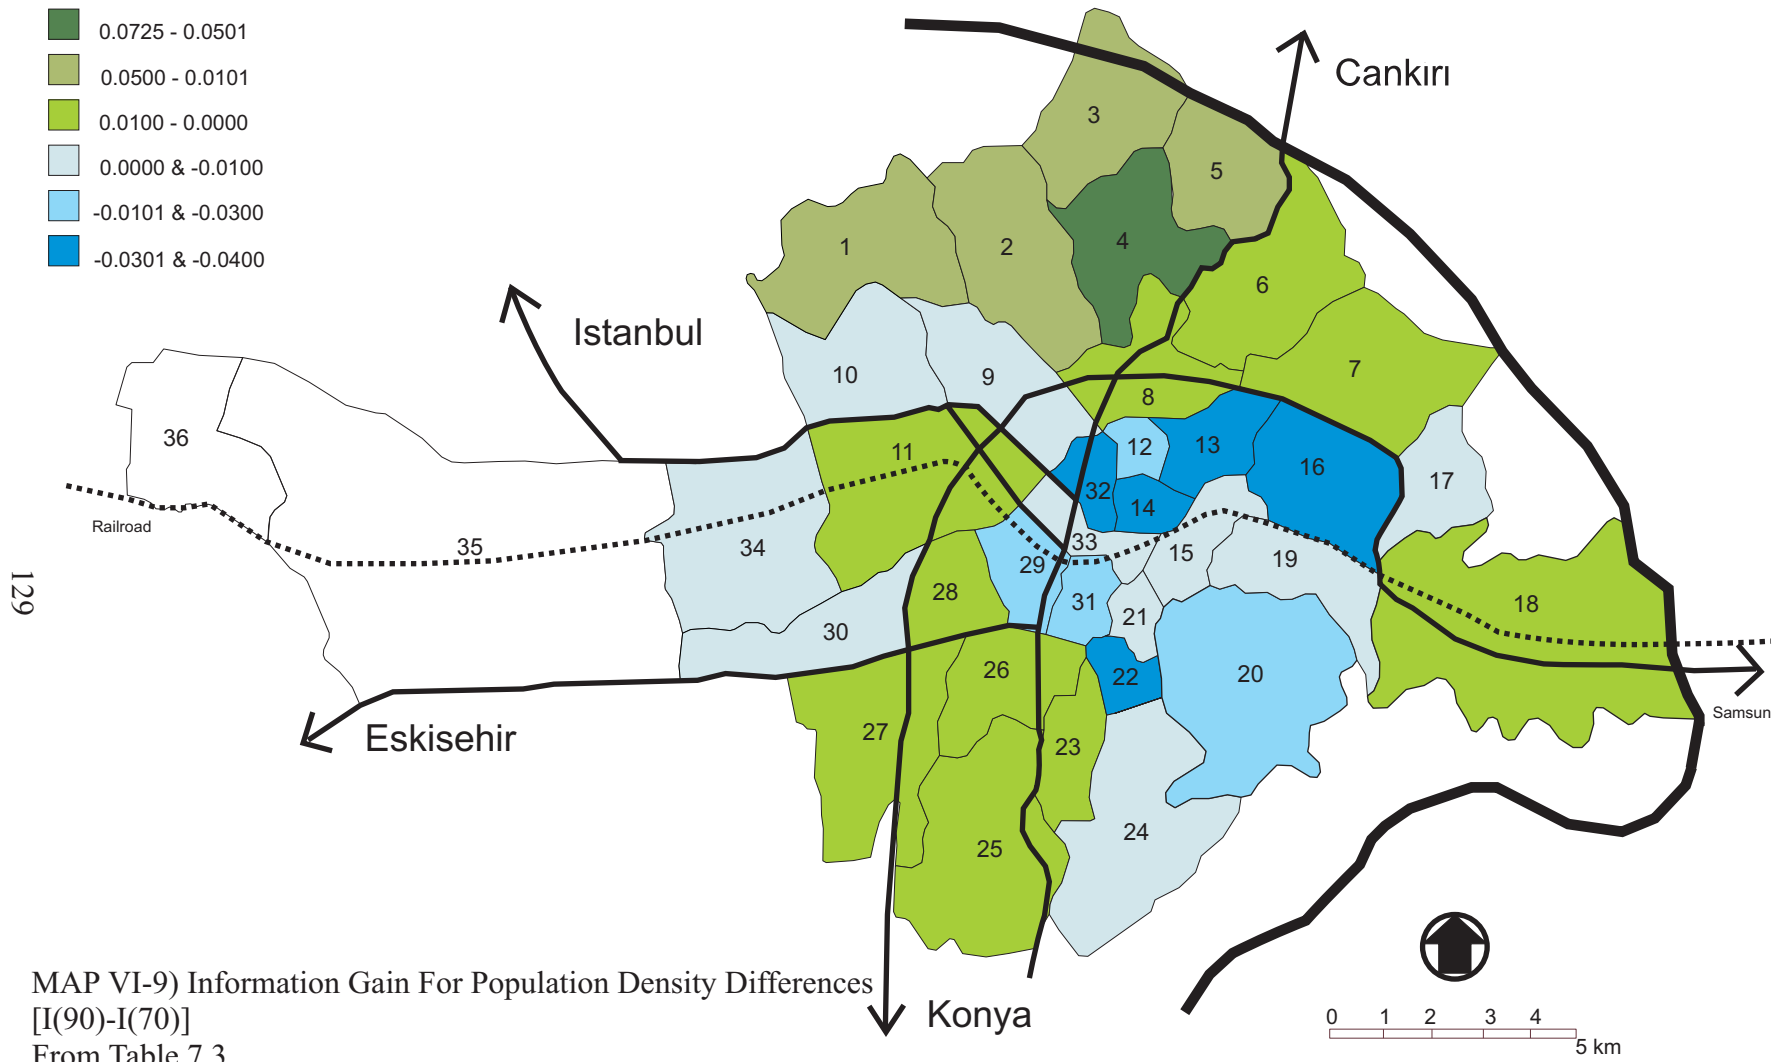 0.0725 - 0.0501
0.0500 - 0.0101
0.0100 - 0.0000
0.0000 & -0.0100
-0.0101 & -0.0300
-0.0301 & -0.0400
Cankırı
Istanbul
3
5
1
2
4
6
7
10
9
8
36
11
12
13
16
17
32
14
35
34
33
15
19
29
28
31
21
18
30
26
22
20
27
23
24
25
Railroad
Samsun
Eskisehir
Konya
129
MAP VI-9) Information Gain For Population Density Differences
[I(90)-I(70)]
From Table 7.3
0 1 2 3 4
5 km